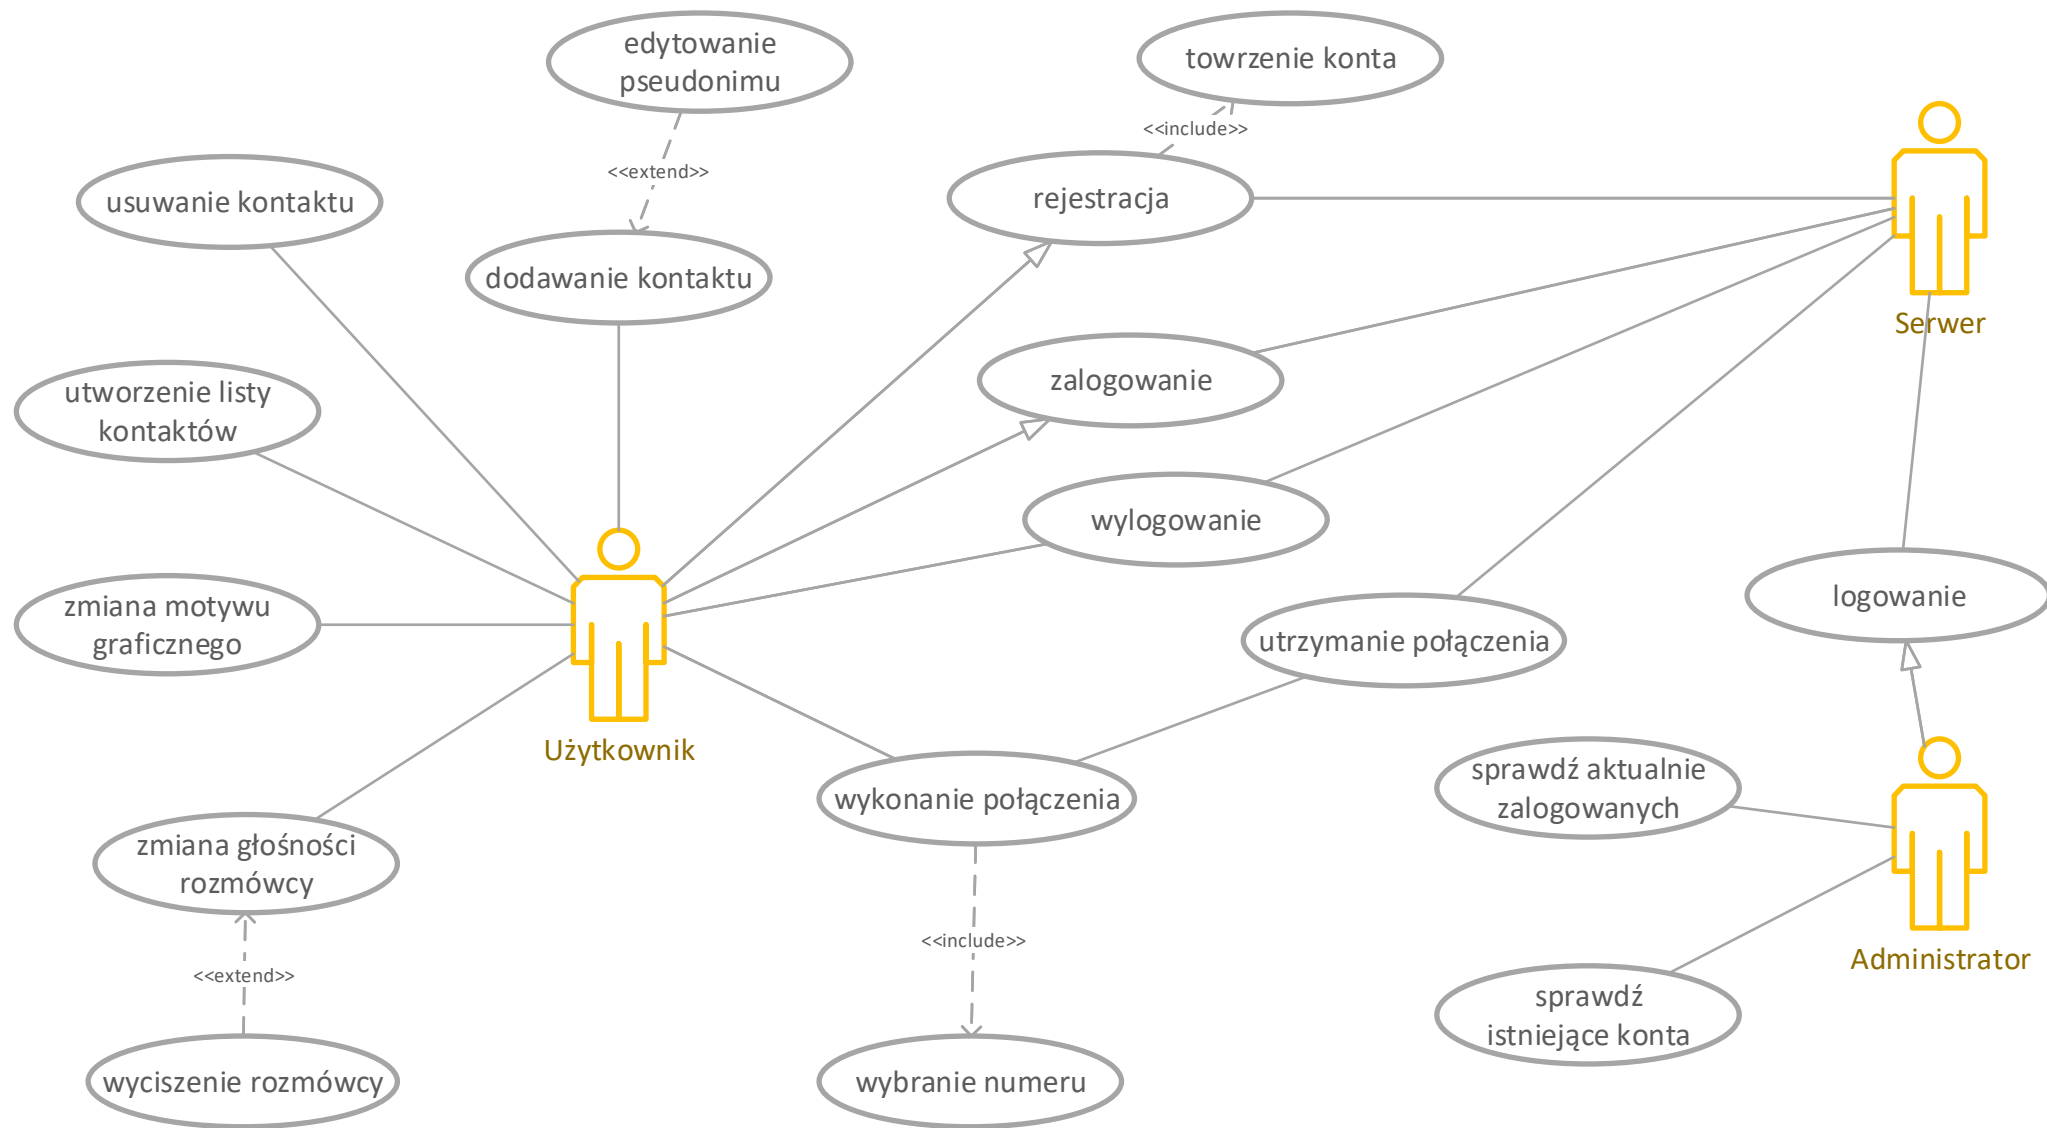 edytowanie
pseudonimu
towrzenie konta
<<include>>
<<extend>>
usuwanie kontaktu
rejestracja
dodawanie kontaktu
Serwer
zalogowanie
utworzenie listy
kontaktów
wylogowanie
zmiana motywu
graficznego
logowanie
utrzymanie połączenia
Użytkownik
sprawdź aktualnie
zalogowanych
wykonanie połączenia
zmiana głośności
rozmówcy
<<include>>
Administrator
<<extend>>
sprawdź
istniejące konta
wyciszenie rozmówcy
wybranie numeru